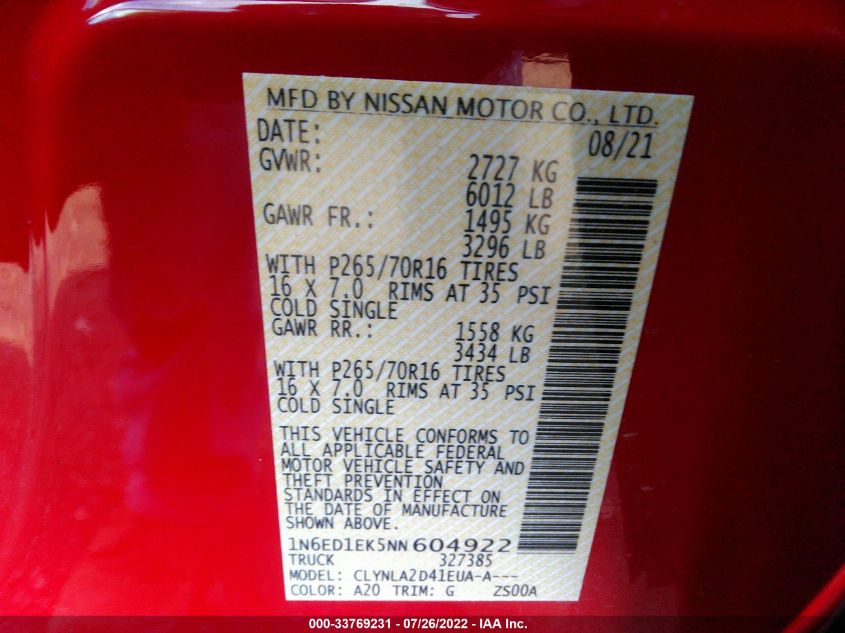 MFD BY NISSAN MOTOR CO., LTD.
DATE: 08/21
GVWR: 2727 KG
6012 LB
GAWR FR.: 1495 KG
3296 LB
WITH P265/70R16 TIRES
16 X 7.0 RIMS AT 35 PSI
COLD SINGLE
GAWR RR.: 1558 KG
3434 LB
WITH P265/70R16 TIRES
16 X 7.0 RIMS AT 35 PSI
COLD SINGLE
THIS VEHICLE CONFORMS TO
ALL APPLICABLE FEDERAL
MOTOR VEHICLE SAFETY AND
THEFT PREVENTION
STANDARDS IN EFFECT ON
THE DATE OF MANUFACTURE
SHOWN ABOVE.
1N6ED1EK5NN604922
TRUCK 327385
MODEL: CLYNLA2D41EUA-A---
COLOR: A20 TRIM: G ZS00A
000-33769231 - 07/26/2022 - IAA Inc.